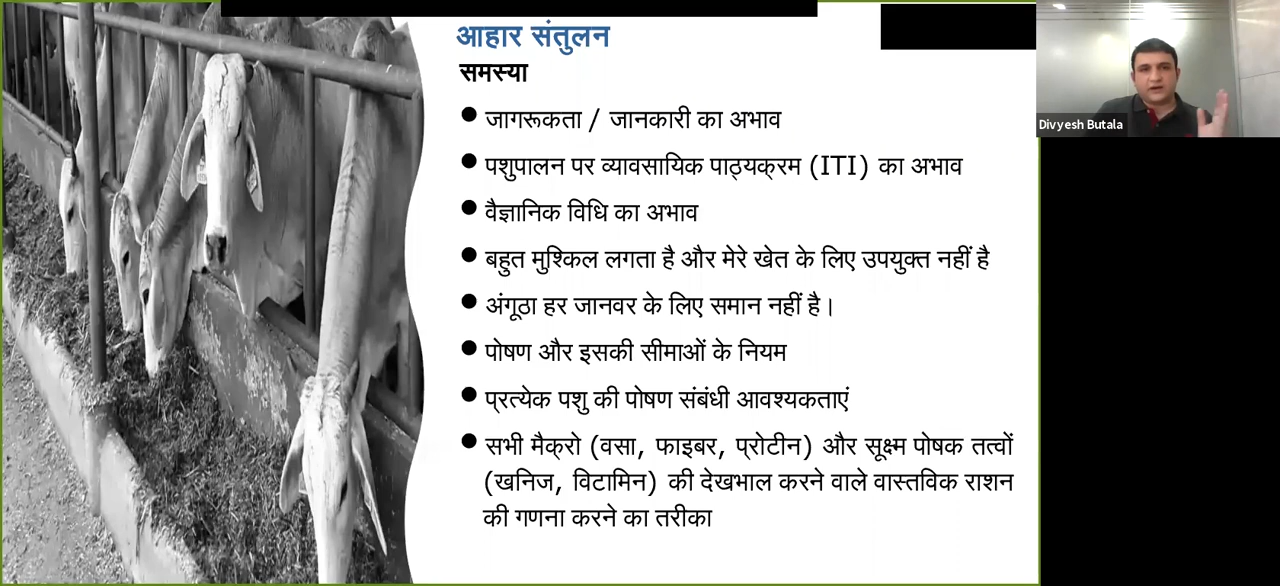 आहार संतुलन
समस्या
● जागरूकता / जानकारी का अभाव
● पशुपालन पर व्यावसायिक पाठ्यक्रम (ITI) का अभाव
● वैज्ञानिक विधि का अभाव
● बहुत मुश्किल लगता है और मेरे खेत के लिए उपयुक्त नहीं है
● अंगूठा हर जानवर के लिए समान नहीं है।
● पोषण और इसकी सीमाओं के नियम
● प्रत्येक पशु की पोषण संबंधी आवश्यकताएं
● सभी मैक्रो (वसा, फाइबर, प्रोटीन) और सूक्ष्म पोषक तत्वों
(खनिज, विटामिन) की देखभाल करने वाले वास्तविक राशन
की गणना करने का तरीका
Divyesh Butala